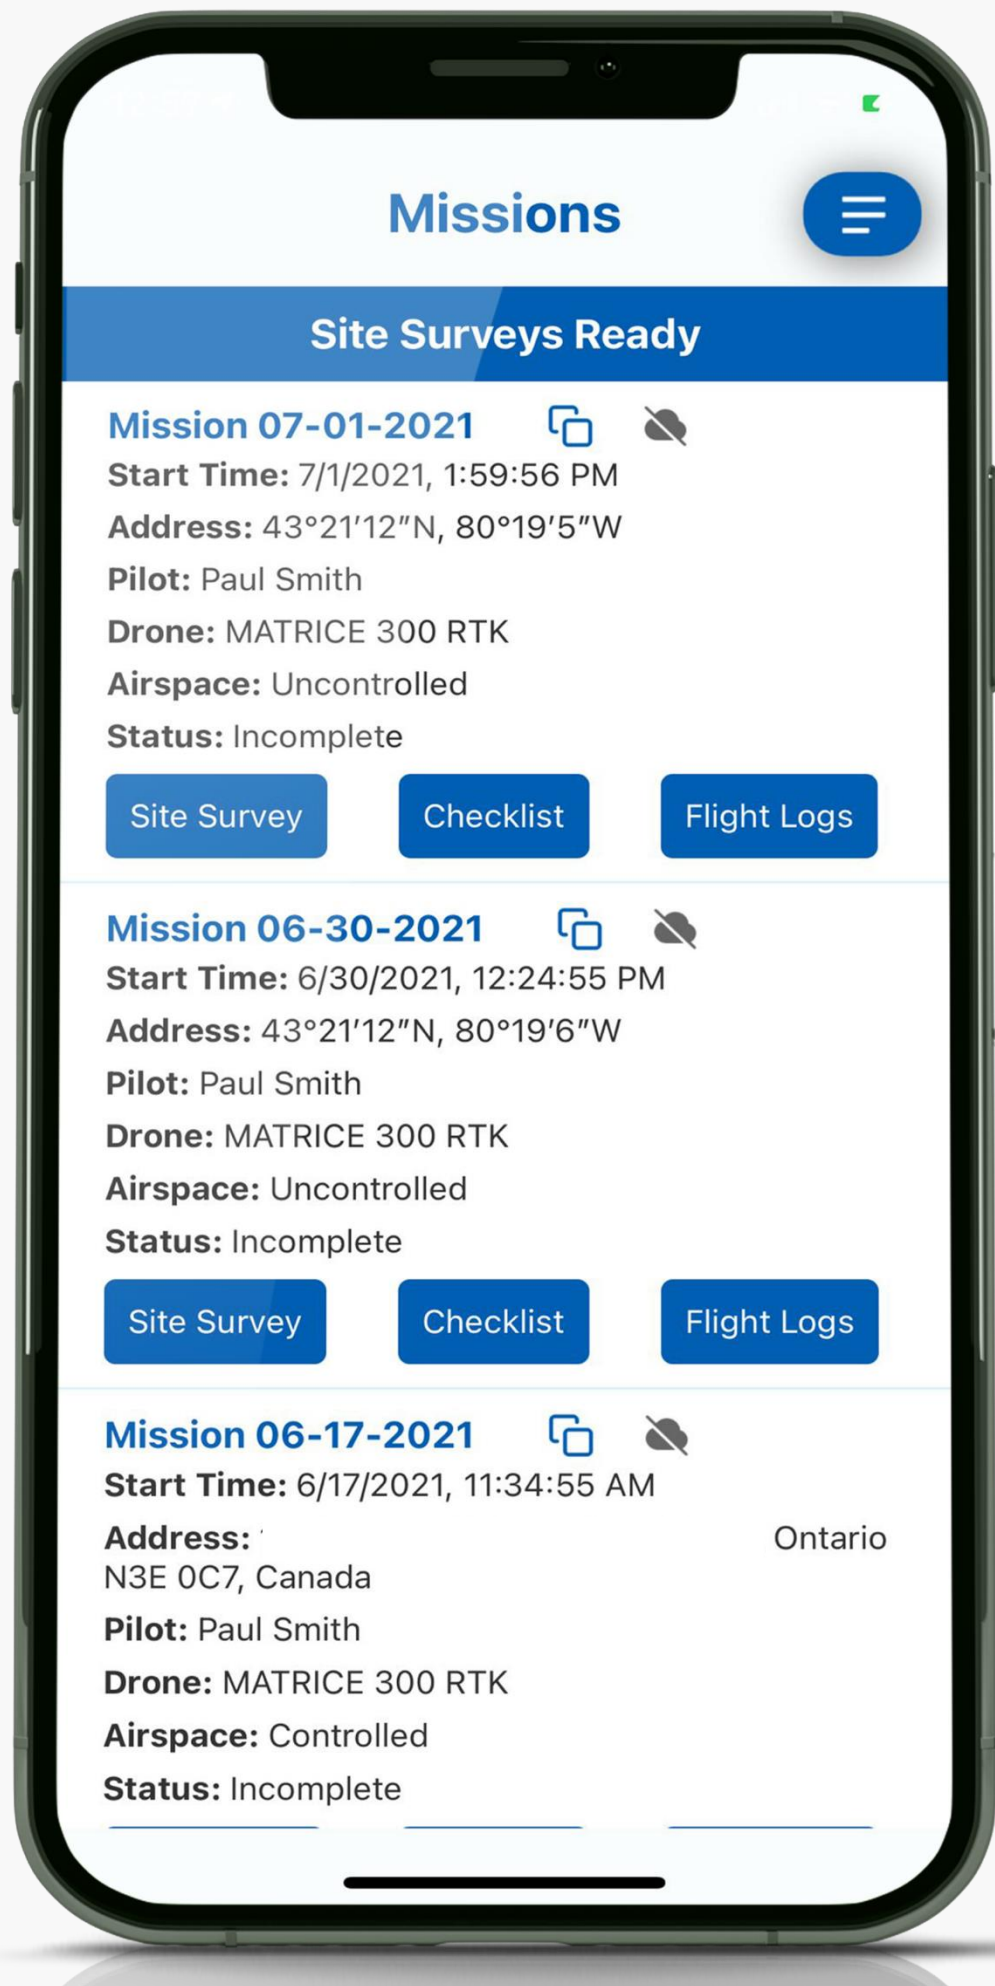 Missions
Site Surveys Ready
Mission 07-01-2021
Start Time: 7/1/2021, 1:59:56 PM
Address: 43°21'12"N, 80°19'5"W
Pilot: Paul Smith
Drone: MATRICE 300 RTK
Airspace: Uncontrolled
Status: Incomplete
Site Survey Checklist Flight Logs
Mission 06-30-2021
Start Time: 6/30/2021, 12:24:55 PM
Address: 43°21'12"N, 80°19'6"W
Pilot: Paul Smith
Drone: MATRICE 300 RTK
Airspace: Uncontrolled
Status: Incomplete
Site Survey Checklist Flight Logs
Mission 06-17-2021
Start Time: 6/17/2021, 11:34:55 AM
Address: Ontario
N3E 0C7, Canada
Pilot: Paul Smith
Drone: MATRICE 300 RTK
Airspace: Controlled
Status: Incomplete